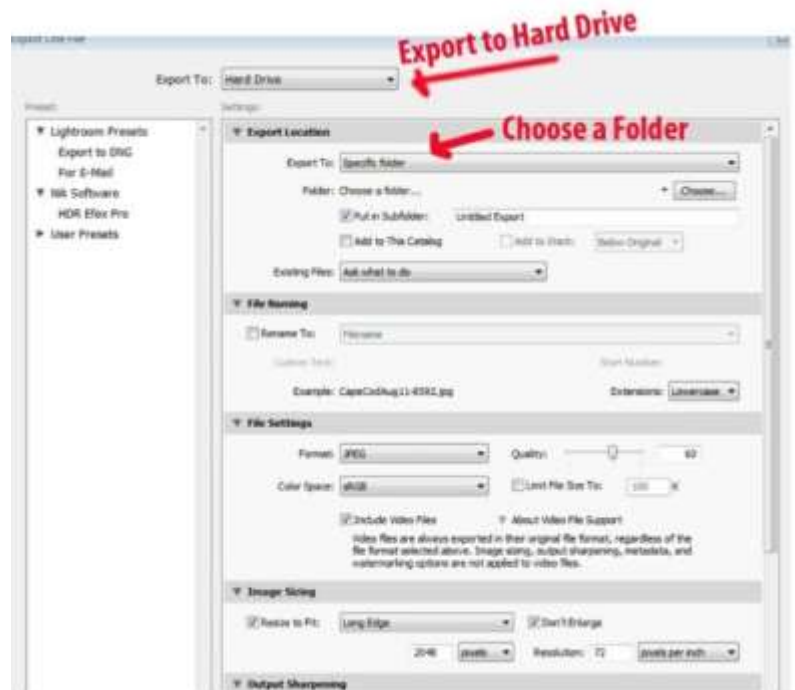 Export One File
Export to Hard Drive
Export To: Hard Drive
Preset: Settings:
Lightroom Presets
Export to DNG
For E-Mail
Nik Software
HDR Efex Pro
User Presets
Choose a Folder
Export Location
Export To: Specific folder
Folder: Choose a folder... Choose...
Put in Subfolder: Untitled Export
Add to This Catalog Add to Stack: Below Original
Existing Files: Ask what to do
File Naming
Rename To: Filename
Custom Text: Start Number:
Example: Extensions: Lowercase
File Settings
Format: JPEG Quality: 60
Color Space: sRGB Limit File Size To: 100 K
Include Video Files About Video File Support
Video files are always exported in their original file format, regardless of the
file format selected above. Image sizing, output sharpening, metadata, and
watermarking options are not applied to video files.
Image Sizing
Resize to Fit: Long Edge Don't Enlarge
2048 pixels Resolution: 72 pixels per inch
Output Sharpening